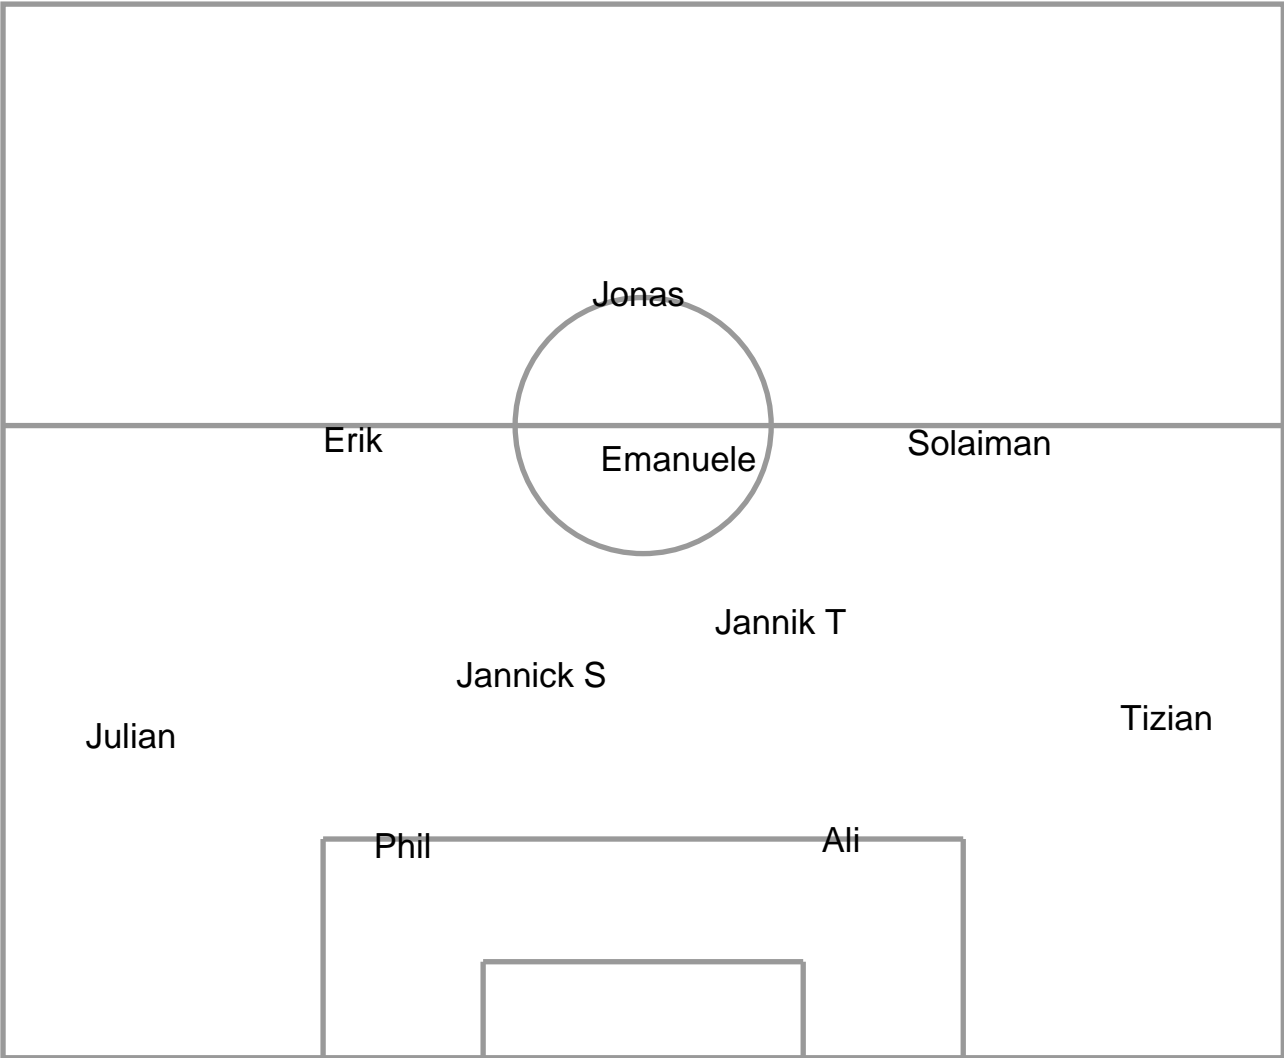 Jonas
Erik
Emanuele
Solaiman
Jannik T
Jannick S
Julian
Tizian
Phil
Ali